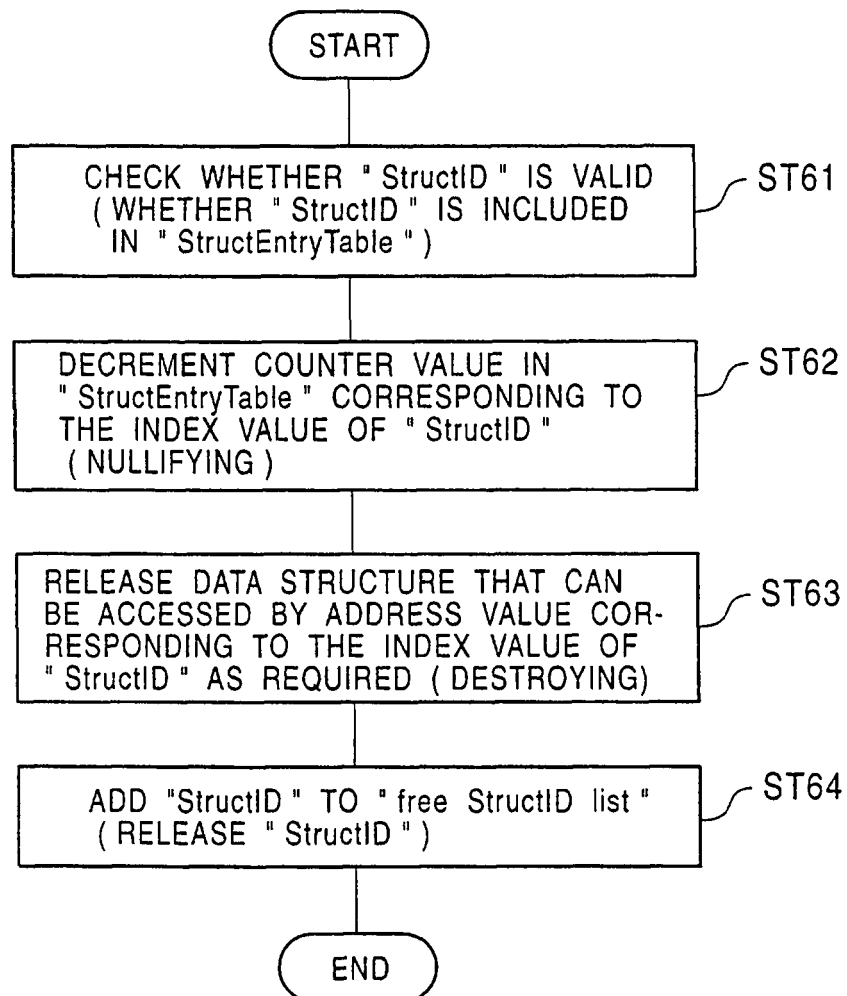 START
CHECK WHETHER "StructID" IS VALID
(WHETHER "StructID" IS INCLUDED
IN "StructEntryTable")
ST61
DECREMENT COUNTER VALUE IN
"StructEntryTable" CORRESPONDING TO
THE INDEX VALUE OF "StructID"
(NULLIFYING)
ST62
RELEASE DATA STRUCTURE THAT CAN
BE ACCESSED BY ADDRESS VALUE COR-
RESPONDING TO THE INDEX VALUE OF
"StructID" AS REQUIRED (DESTROYING)
ST63
ADD "StructID" TO "free StructID list"
(RELEASE "StructID")
ST64
END